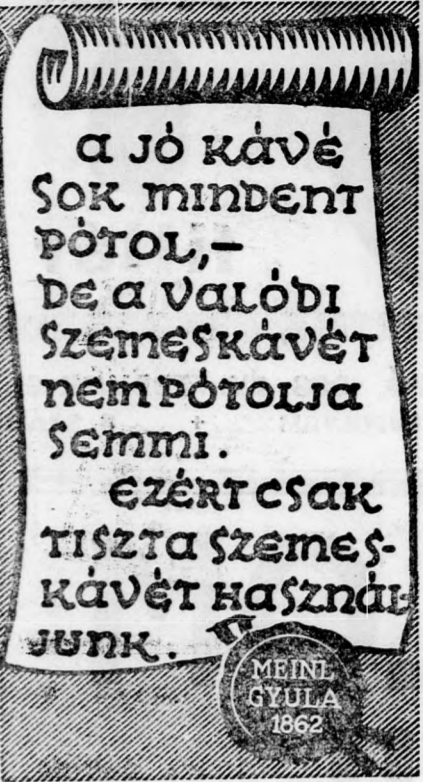 A JÓ KÁVÉ
SOK MINDENT
PÓTOL,–
DE A VALÓDI
SZEMESKÁVÉT
NEM PÓTOLJA
SEMMI.
EZÉRT CSAK
TISZTA SZEMES-
KÁVÉT HASZNÁL-
JUNK.
MEINL
GYULA
1862